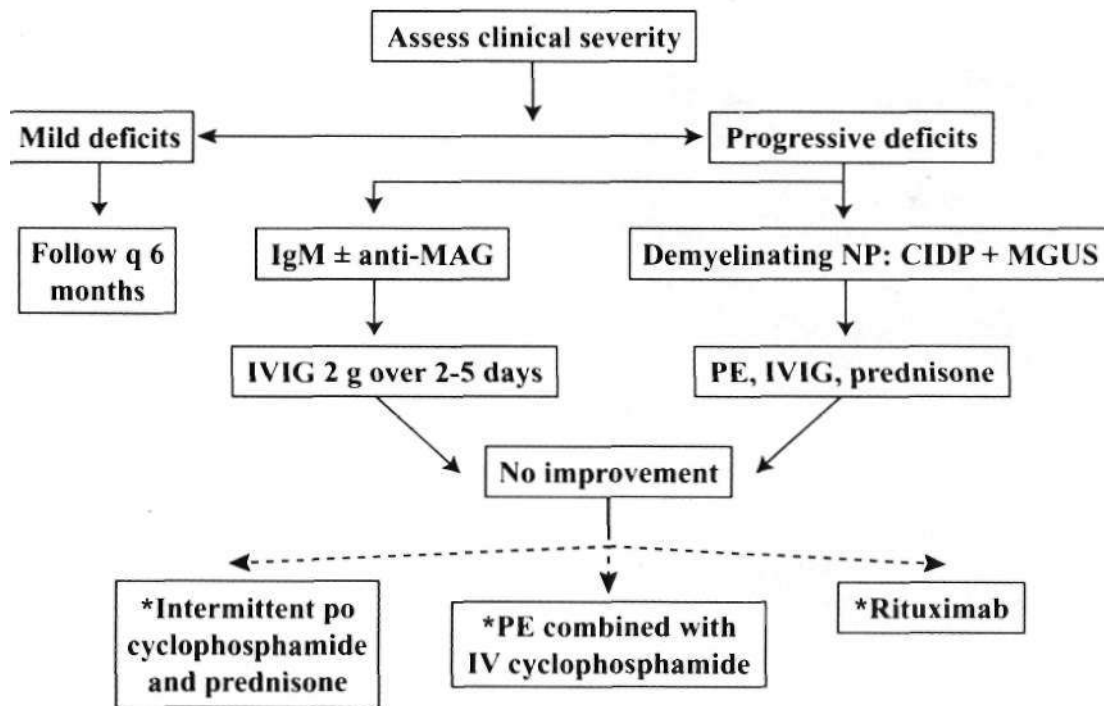 Assess clinical severity
Mild deficits
Progressive deficits
Follow q 6
months
IgM ± anti-MAG
Demyelinating NP: CIDP + MGUS
IVIG 2 g over 2-5 days
PE, IVIG, prednisone
No improvement
*Intermittent po
cyclophosphamide
and prednisone
*PE combined with
IV cyclophosphamide
*Rituximab